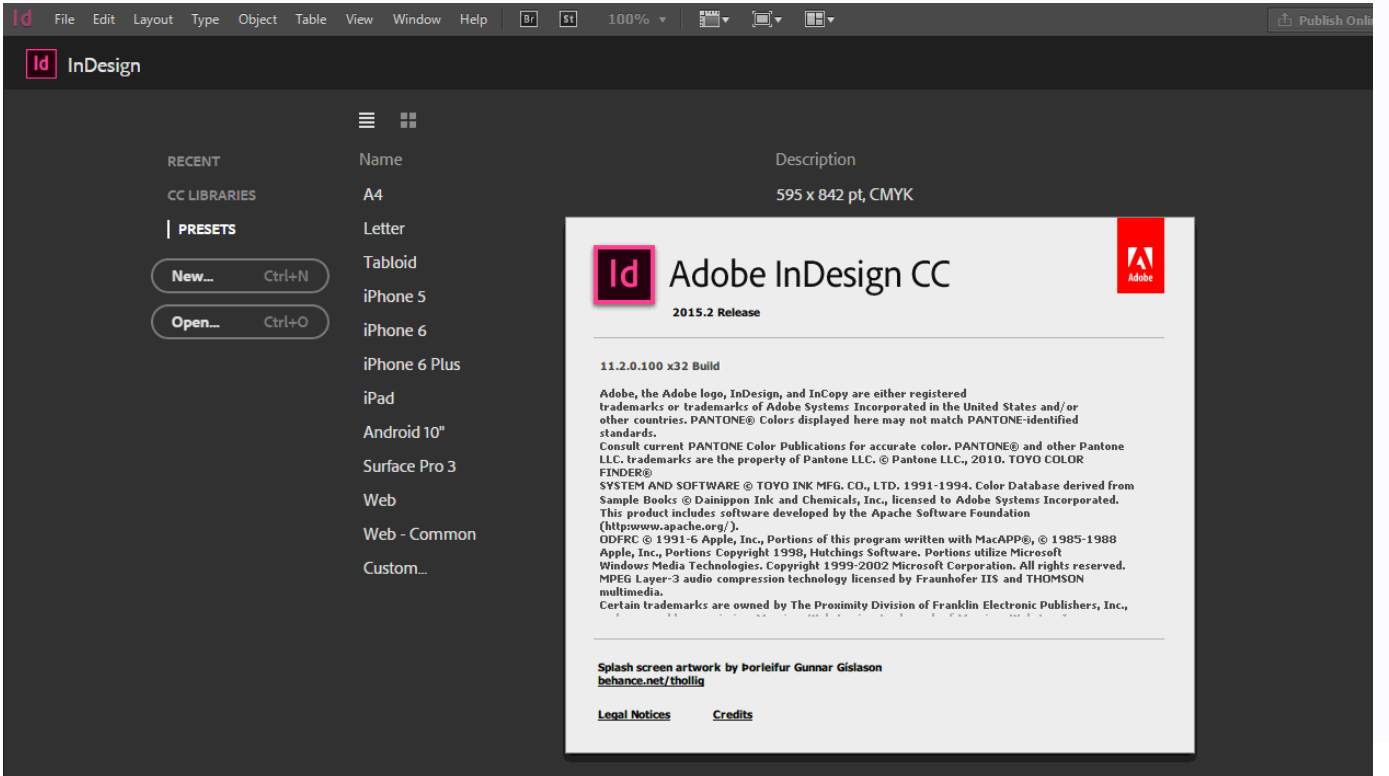 Id File Edit Layout Type Object Table View Window Help Br St 100%
Id InDesign
RECENT
CC LIBRARIES
PRESETS
New... Ctrl+N
Open... Ctrl+O
Name Description
A4 595 x 842 pt, CMYK
Letter
Tabloid
iPhone 5
iPhone 6
iPhone 6 Plus
iPad
Android 10"
Surface Pro 3
Web
Web - Common
Custom...
Id Adobe InDesign CC
Adobe
2015.2 Release
11.2.0.100 x32 Build
Adobe, the Adobe logo, InDesign, and InCopy are either registered
trademarks or trademarks of Adobe Systems Incorporated in the United States and/or
other countries. PANTONE® Colors displayed here may not match PANTONE-identified
standards.
Consult current PANTONE Color Publications for accurate color. PANTONE® and other Pantone
LLC. trademarks are the property of Pantone LLC. © Pantone LLC., 2010. TOYO COLOR
FINDER®
SYSTEM AND SOFTWARE © TOYO INK MFG. CO., LTD. 1991-1994. Color Database derived from
Sample Books © Dainippon Ink and Chemicals, Inc., licensed to Adobe Systems Incorporated.
This product includes software developed by the Apache Software Foundation
(http:www.apache.org/).
ODFRC © 1991-6 Apple, Inc., Portions of this program written with MacAPP®, © 1985-1988
Apple, Inc., Portions Copyright 1998, Hutchings Software. Portions utilize Microsoft
Windows Media Technologies. Copyright 1999-2002 Microsoft Corporation. All rights reserved.
MPEG Layer-3 audio compression technology licensed by Fraunhofer IIS and THOMSON
multimedia.
Certain trademarks are owned by The Proximity Division of Franklin Electronic Publishers, Inc.,
Splash screen artwork by Þorleifur Gunnar Gíslason
behance.net/thollig
Legal Notices Credits
Publish